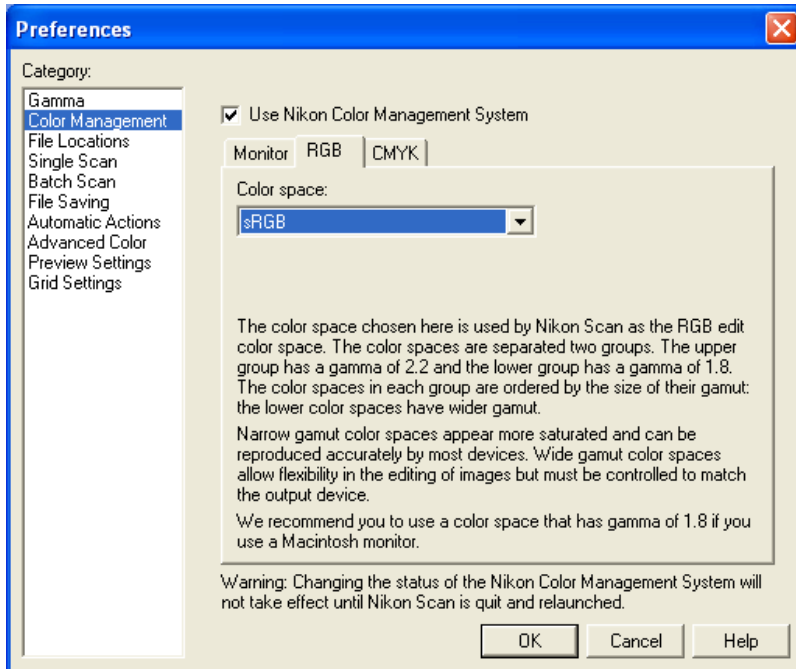 Preferences
Category:
Gamma
Color Management
File Locations
Single Scan
Batch Scan
File Saving
Automatic Actions
Advanced Color
Preview Settings
Grid Settings
Use Nikon Color Management System
Monitor RGB CMYK
Color space:
sRGB
The color space chosen here is used by Nikon Scan as the RGB edit
color space. The color spaces are separated two groups. The upper
group has a gamma of 2.2 and the lower group has a gamma of 1.8.
The color spaces in each group are ordered by the size of their gamut:
the lower color spaces have wider gamut.
Narrow gamut color spaces appear more saturated and can be
reproduced accurately by most devices. Wide gamut color spaces
allow flexibility in the editing of images but must be controlled to match
the output device.
We recommend you to use a color space that has gamma of 1.8 if you
use a Macintosh monitor.
Warning: Changing the status of the Nikon Color Management System will
not take effect until Nikon Scan is quit and relaunched.
OK Cancel Help